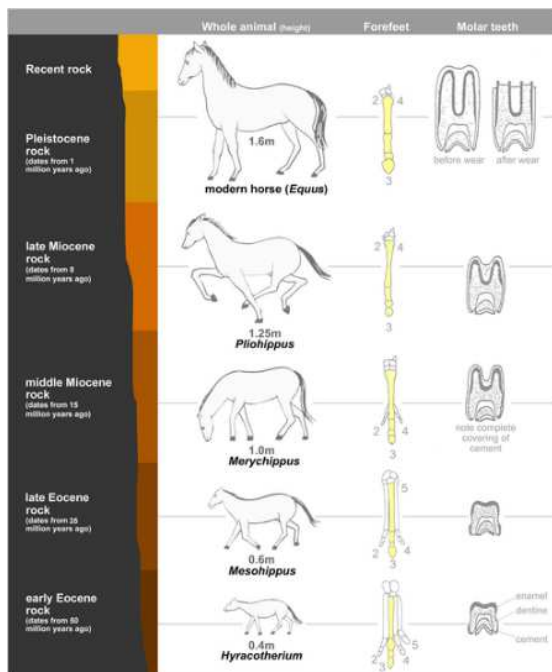 Whole animal (height) Forefeet Molar teeth
Recent rock
2 4
3
before wear after wear
1.6m
modern horse (Equus)
Pleistocene
rock
(dates from 1
million years ago)
late Miocene
rock
(dates from 8
million years ago)
2 4
3
1.25m
Pliohippus
middle Miocene
rock
(dates from 15
million years ago)
2 4
3
note complete
covering of
cement
1.0m
Merychippus
late Eocene
rock
(dates from 35
million years ago)
5
2 4
3
0.6m
Mesohippus
early Eocene
rock
(dates from 50
million years ago)
5
2 4
3
enamel
dentine
cement
0.4m
Hyracotherium